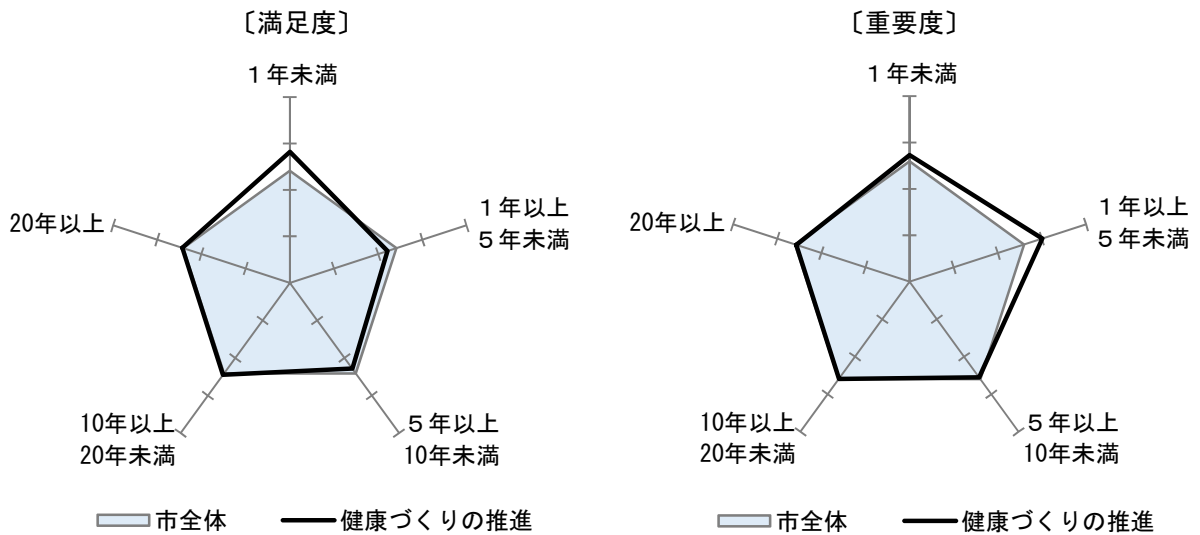 〔満足度〕
１年未満
１年以上
５年未満
５年以上
10年未満
10年以上
20年未満
20年以上
市全体
健康づくりの推進
〔重要度〕
１年未満
１年以上
５年未満
５年以上
10年未満
10年以上
20年未満
20年以上
市全体
健康づくりの推進